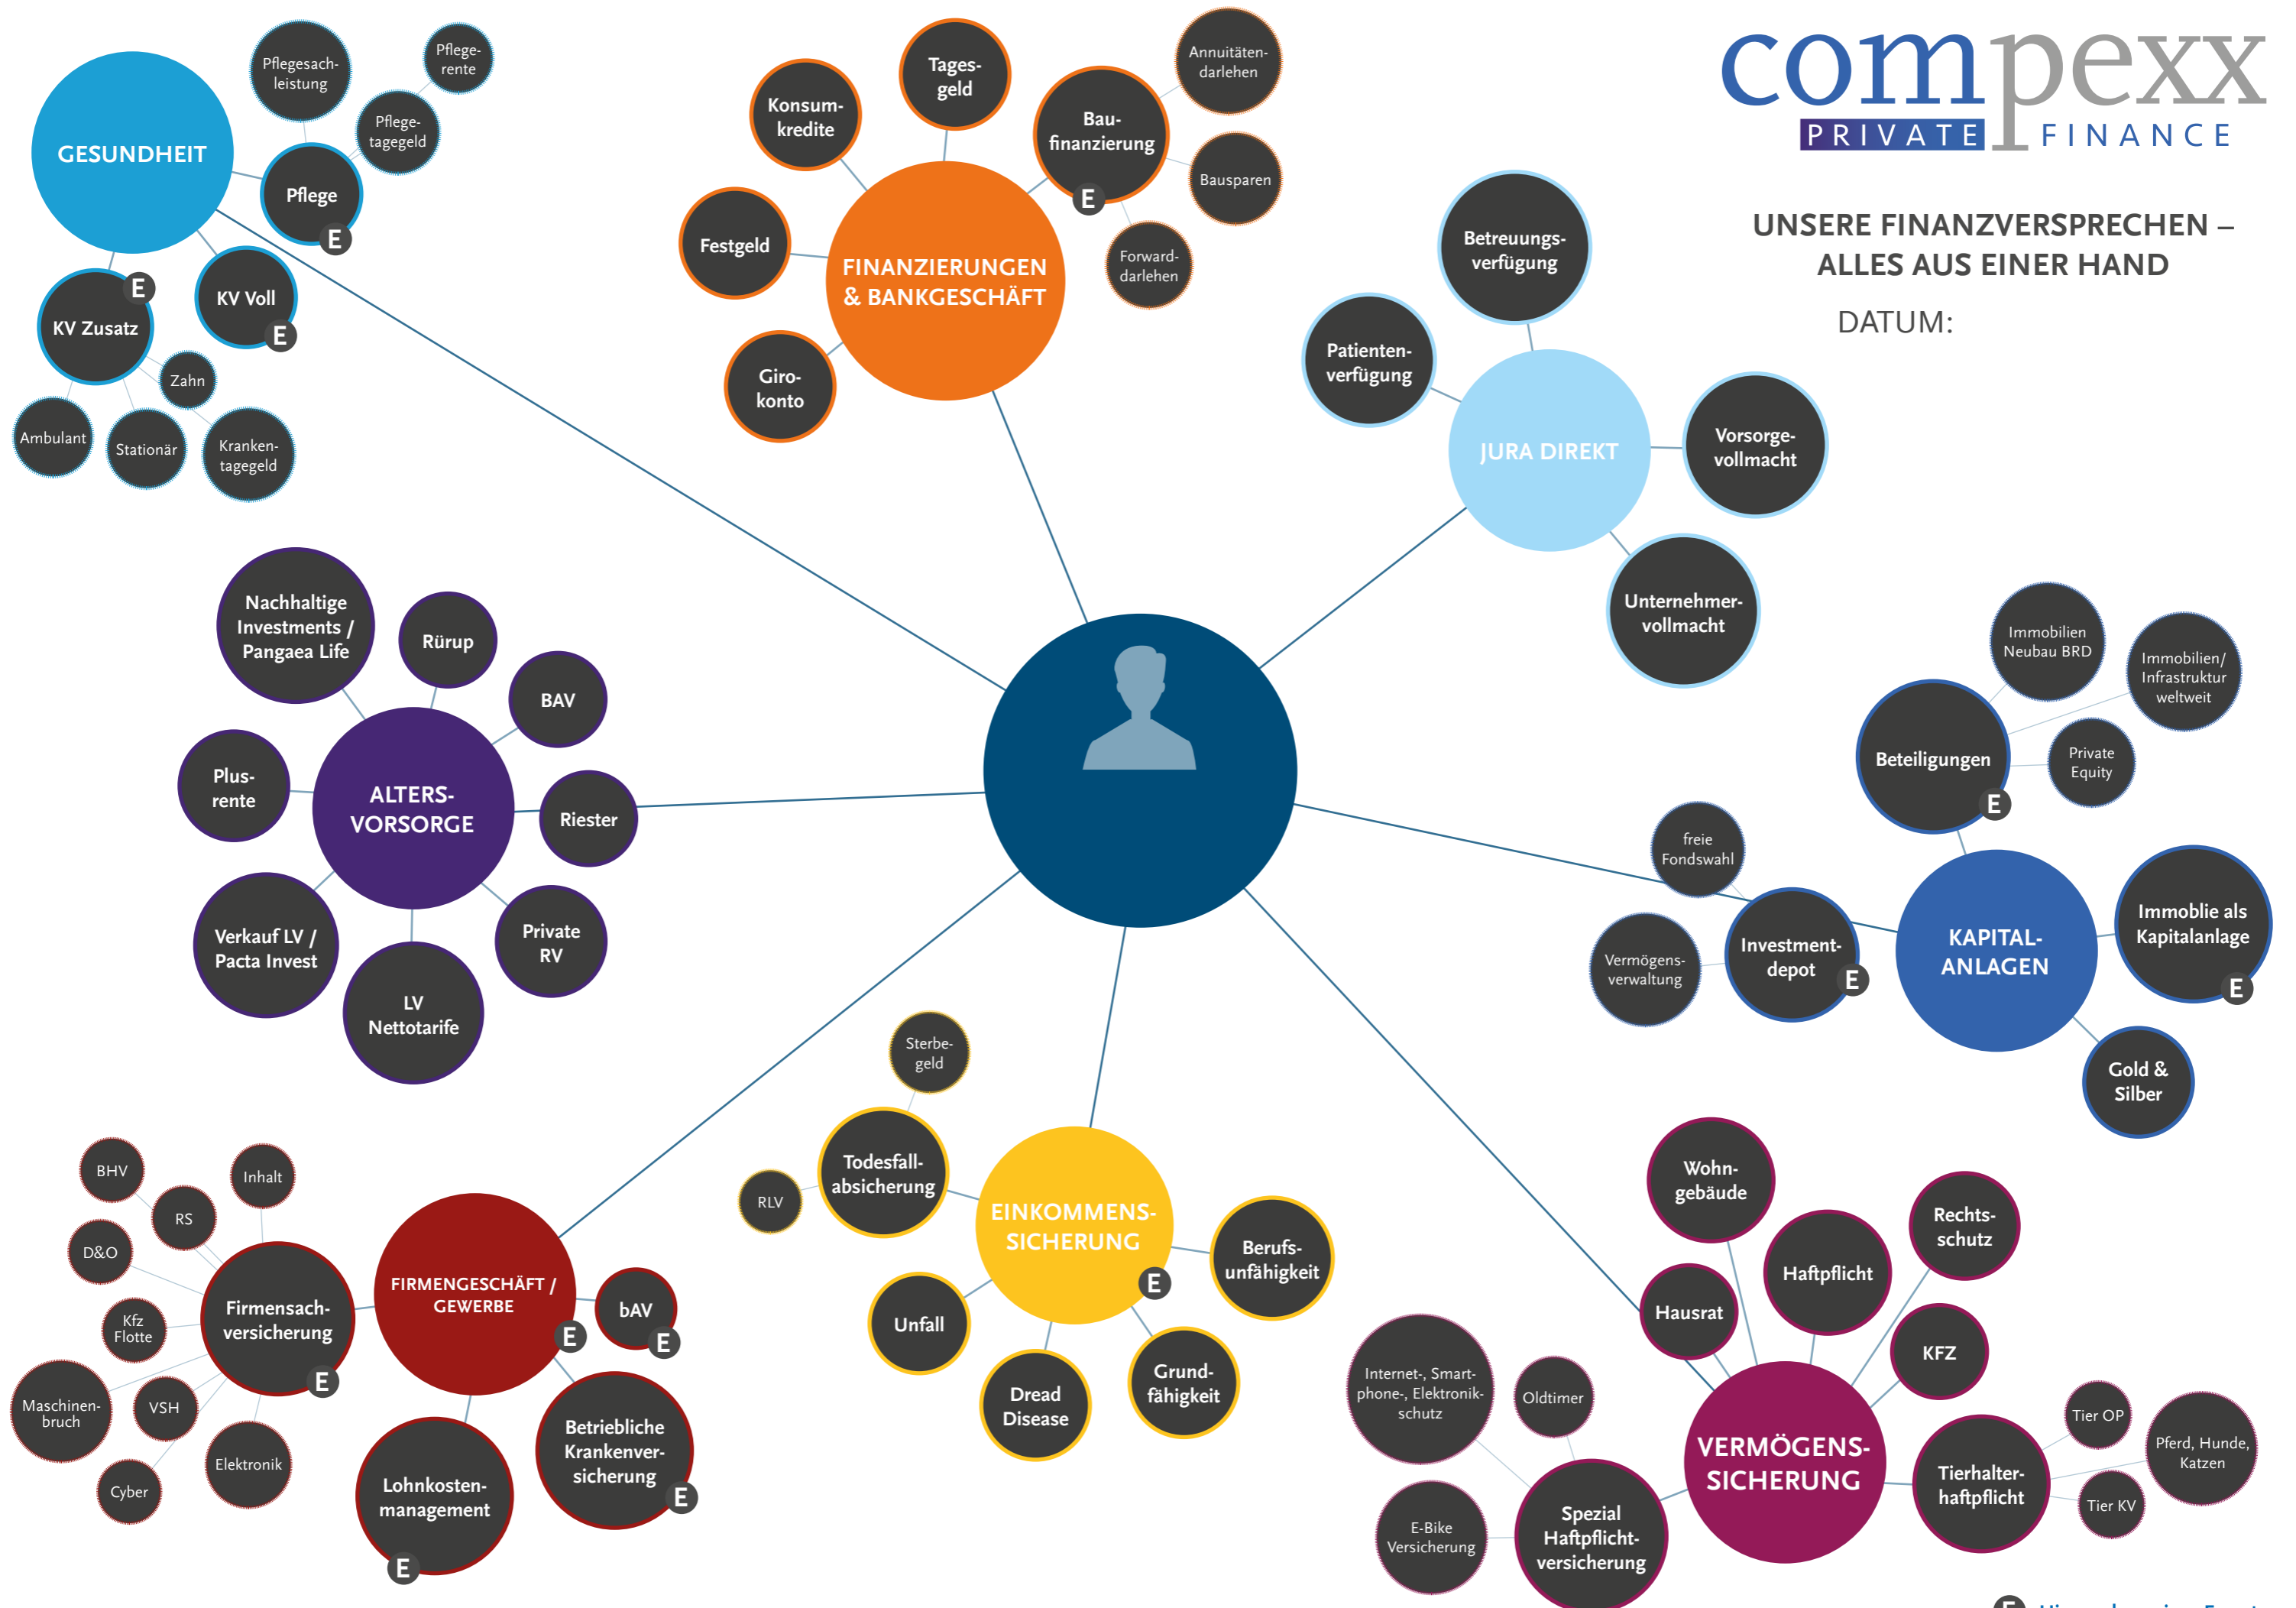 compexx
PRIVATE FINANCE
UNSERE FINANZVERSPRECHEN –
ALLES AUS EINER HAND
DATUM:
GESUNDHEIT
Pflegesach-
leistung
Pflege-
rente
Pflege-
tagegeld
Pflege
E
KV Voll
E
E
KV Zusatz
Zahn
Ambulant
Stationär
Kranken-
tagegeld
FINANZIERUNGEN
& BANKGESCHÄFT
Konsum-
kredite
Tages-
geld
Bau-
finanzierung
E
Annuitäten-
darlehen
Bausparen
Forward-
darlehen
Festgeld
Giro-
konto
JURA DIREKT
Betreuungs-
verfügung
Patienten-
verfügung
Vorsorge-
vollmacht
Unternehmer-
vollmacht
ALTERS-
VORSORGE
Nachhaltige
Investments /
Pangaea Life
Rürup
BAV
Plus-
rente
Riester
Verkauf LV /
Pacta Invest
Private
RV
LV
Nettotarife
KAPITAL-
ANLAGEN
Immobilien
Neubau BRD
Immobilien/
Infrastruktur
weltweit
Beteiligungen
E
Private
Equity
freie
Fondswahl
Vermögens-
verwaltung
Investment-
depot
E
Immoblie als
Kapitalanlage
E
Gold &
Silber
FIRMENGESCHÄFT /
GEWERBE
E
BHV
Inhalt
RS
D&O
Kfz
Flotte
Firmensach-
versicherung
E
Maschinen-
bruch
VSH
Cyber
Elektronik
bAV
E
Betriebliche
Krankenver-
sicherung
E
Lohnkosten-
management
E
EINKOMMENS-
SICHERUNG
E
Sterbe-
geld
Todesfall-
absicherung
RLV
Berufs-
unfähigkeit
Unfall
Dread
Disease
Grund-
fähigkeit
VERMÖGENS-
SICHERUNG
Wohn-
gebäude
Rechts-
schutz
Haftpflicht
Hausrat
KFZ
Internet-, Smart-
phone-, Elektronik-
schutz
Oldtimer
E-Bike
Versicherung
Spezial
Haftpflicht-
versicherung
Tierhalter-
haftpflicht
Tier OP
Pferd, Hunde,
Katzen
Tier KV